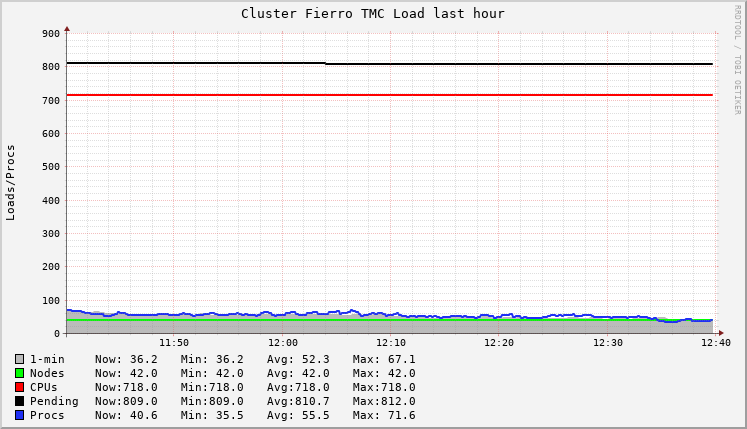 Cluster Fierro TMC Load last hour
RRDTOOL / TOBI OETIKER
Loads/Procs
900
800
700
600
500
400
300
200
100
0
11:50 12:00 12:10 12:20 12:30 12:40
1-min Now: 36.2 Min: 36.2 Avg: 52.3 Max: 67.1
Nodes Now: 42.0 Min: 42.0 Avg: 42.0 Max: 42.0
CPUs Now:718.0 Min:718.0 Avg:718.0 Max:718.0
Pending Now:809.0 Min:809.0 Avg:810.7 Max:812.0
Procs Now: 40.6 Min: 35.5 Avg: 55.5 Max: 71.6